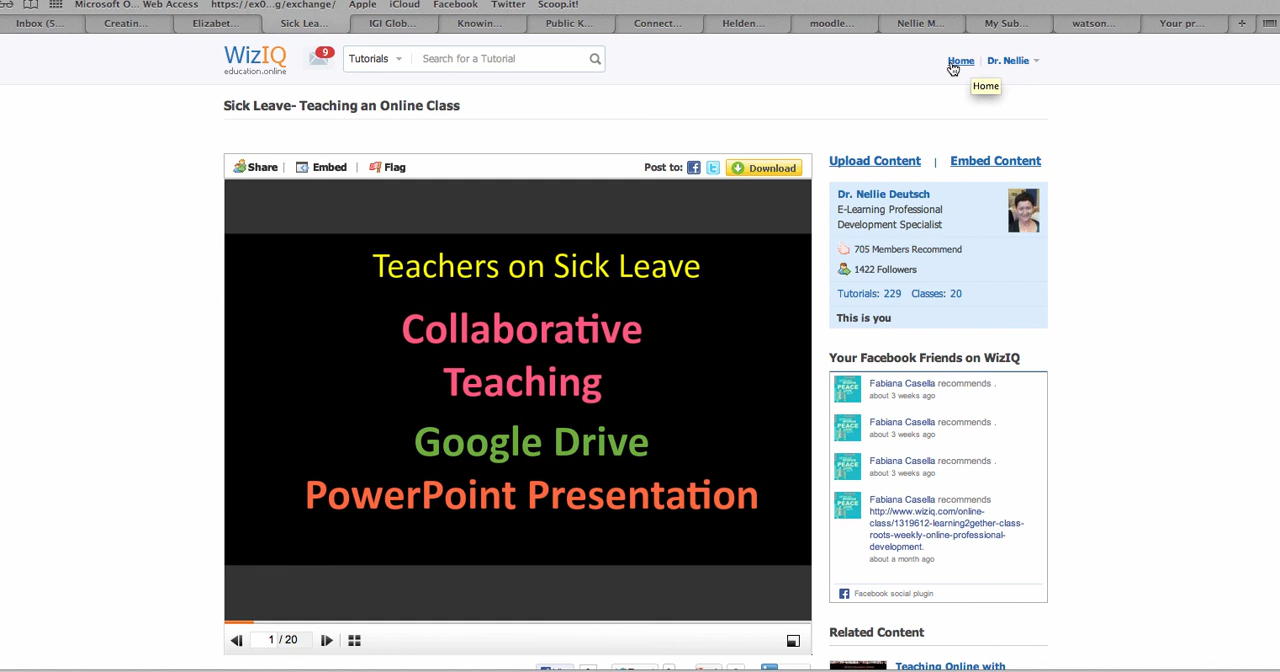 Microsoft O... Web Access https://ex0...g/exchange/ Apple iCloud Facebook Twitter Scoop.it!
Inbox (5... Creatin... Elizabet... Sick Lea... IGI Glob... Knowin... Public K... Connect... Helden... moodle... Nellie M... My Sub... watson... Your pr...
WizIQ
education.online
9
Tutorials Search for a Tutorial
Home | Dr. Nellie
Home
Sick Leave- Teaching an Online Class
Share | Embed | Flag Post to: Download
Teachers on Sick Leave
Collaborative
Teaching
Google Drive
PowerPoint Presentation
1 / 20
Upload Content | Embed Content
Dr. Nellie Deutsch
E-Learning Professional
Development Specialist
705 Members Recommend
1422 Followers
Tutorials: 229 Classes: 20
This is you
Your Facebook Friends on WizIQ
Fabiana Casella recommends .
about 3 weeks ago
Fabiana Casella recommends .
about 3 weeks ago
Fabiana Casella recommends .
about 3 weeks ago
Fabiana Casella recommends
http://www.wiziq.com/online-
class/1319612-learning2gether-class-
roots-weekly-online-professional-
development.
about a month ago
Facebook social plugin
Related Content
Teaching Online with